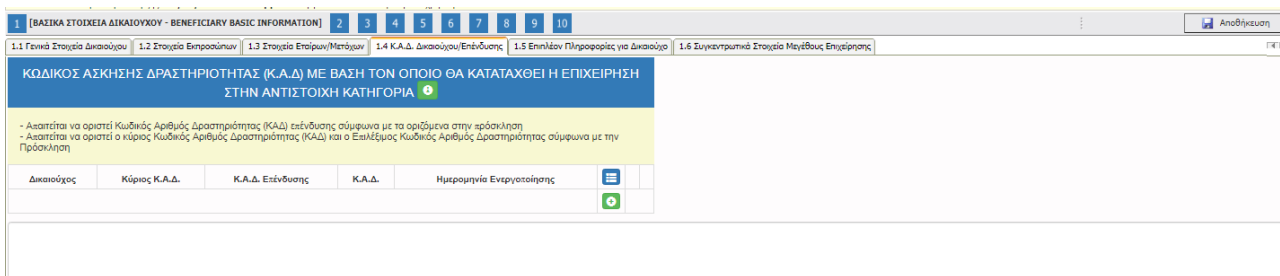 1 [ΒΑΣΙΚΑ ΣΤΟΙΧΕΙΑ ΔΙΚΑΙΟΥΧΟΥ - BENEFICIARY BASIC INFORMATION] 2 3 4 5 6 7 8 9 10 Αποθήκευση
1.1 Γενικά Στοιχεία Δικαιούχου 1.2 Στοιχεία Εκπροσώπων 1.3 Στοιχεία Εταίρων/Μετόχων 1.4 Κ.Α.Δ. Δικαιούχου/Επένδυσης 1.5 Επιπλέον Πληροφορίες για Δικαιούχο 1.6 Συγκεντρωτικά Στοιχεία Μεγέθους Επιχείρησης
ΚΩΔΙΚΟΣ ΑΣΚΗΣΗΣ ΔΡΑΣΤΗΡΙΟΤΗΤΑΣ (Κ.Α.Δ) ΜΕ ΒΑΣΗ ΤΟΝ ΟΠΟΙΟ ΘΑ ΚΑΤΑΤΑΧΘΕΙ Η ΕΠΙΧΕΙΡΗΣΗ
ΣΤΗΝ ΑΝΤΙΣΤΟΙΧΗ ΚΑΤΗΓΟΡΙΑ
- Απαιτείται να οριστεί Κωδικός Αριθμός Δραστηριότητας (ΚΑΔ) επένδυσης σύμφωνα με τα οριζόμενα στην πρόσκληση
- Απαιτείται να οριστεί ο κύριος Κωδικός Αριθμός Δραστηριότητας (ΚΑΔ) και ο Επιλέξιμος Κωδικός Αριθμός Δραστηριότητας σύμφωνα με την
Πρόσκληση
Δικαιούχος Κύριος Κ.Α.Δ. Κ.Α.Δ. Επένδυσης Κ.Α.Δ. Ημερομηνία Ενεργοποίησης